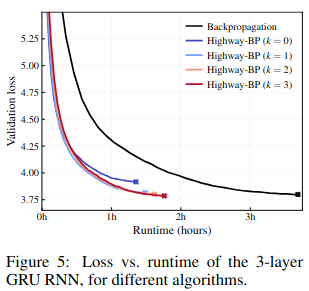 Backpropagation
Highway-BP (k = 0)
Highway-BP (k = 1)
Highway-BP (k = 2)
Highway-BP (k = 3)
Validation loss
5.25
5.00
4.75
4.50
4.25
4.00
3.75
0h
1h
2h
3h
Runtime (hours)
Figure 5: Loss vs. runtime of the 3-layer
GRU RNN, for different algorithms.